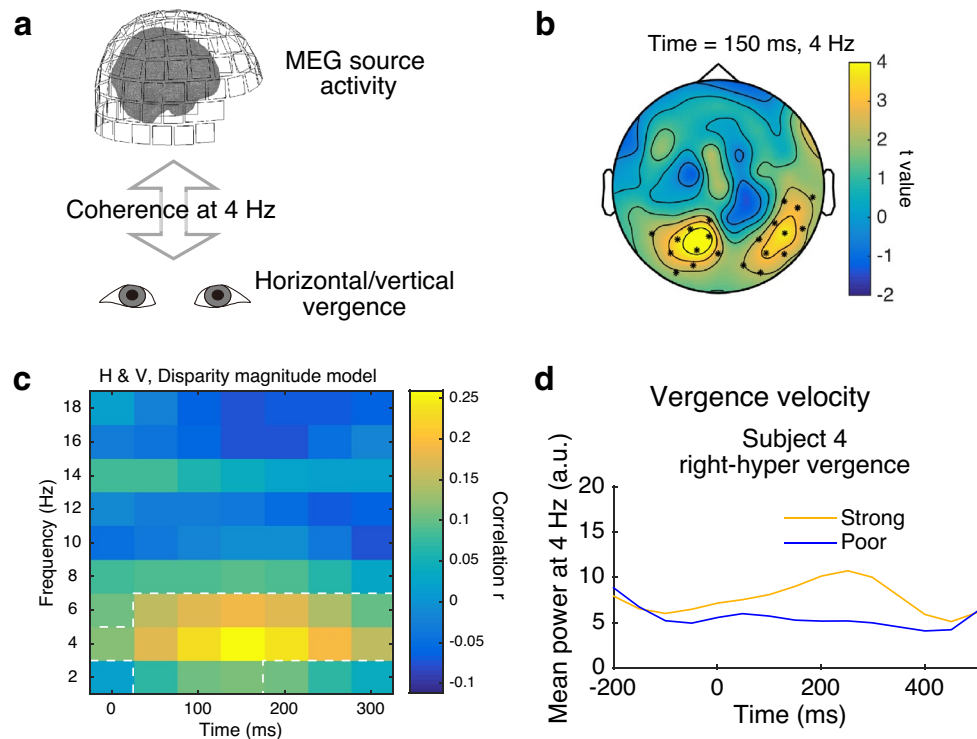 a
MEG source
activity
Coherence at 4 Hz
Horizontal/vertical
vergence
b
Time = 150 ms, 4 Hz
4
3
2
1
0
-1
-2
t value
c
H & V, Disparity magnitude model
18
16
14
12
10
8
6
4
2
Frequency (Hz)
0 100 200 300
Time (ms)
0.25
0.2
0.15
0.1
0.05
0
-0.05
-0.1
Correlation r
d
Vergence velocity
Subject 4
right-hyper vergence
Mean power at 4 Hz (a.u.)
20
15
10
5
0
Strong
Poor
-200 0 200 400
Time (ms)